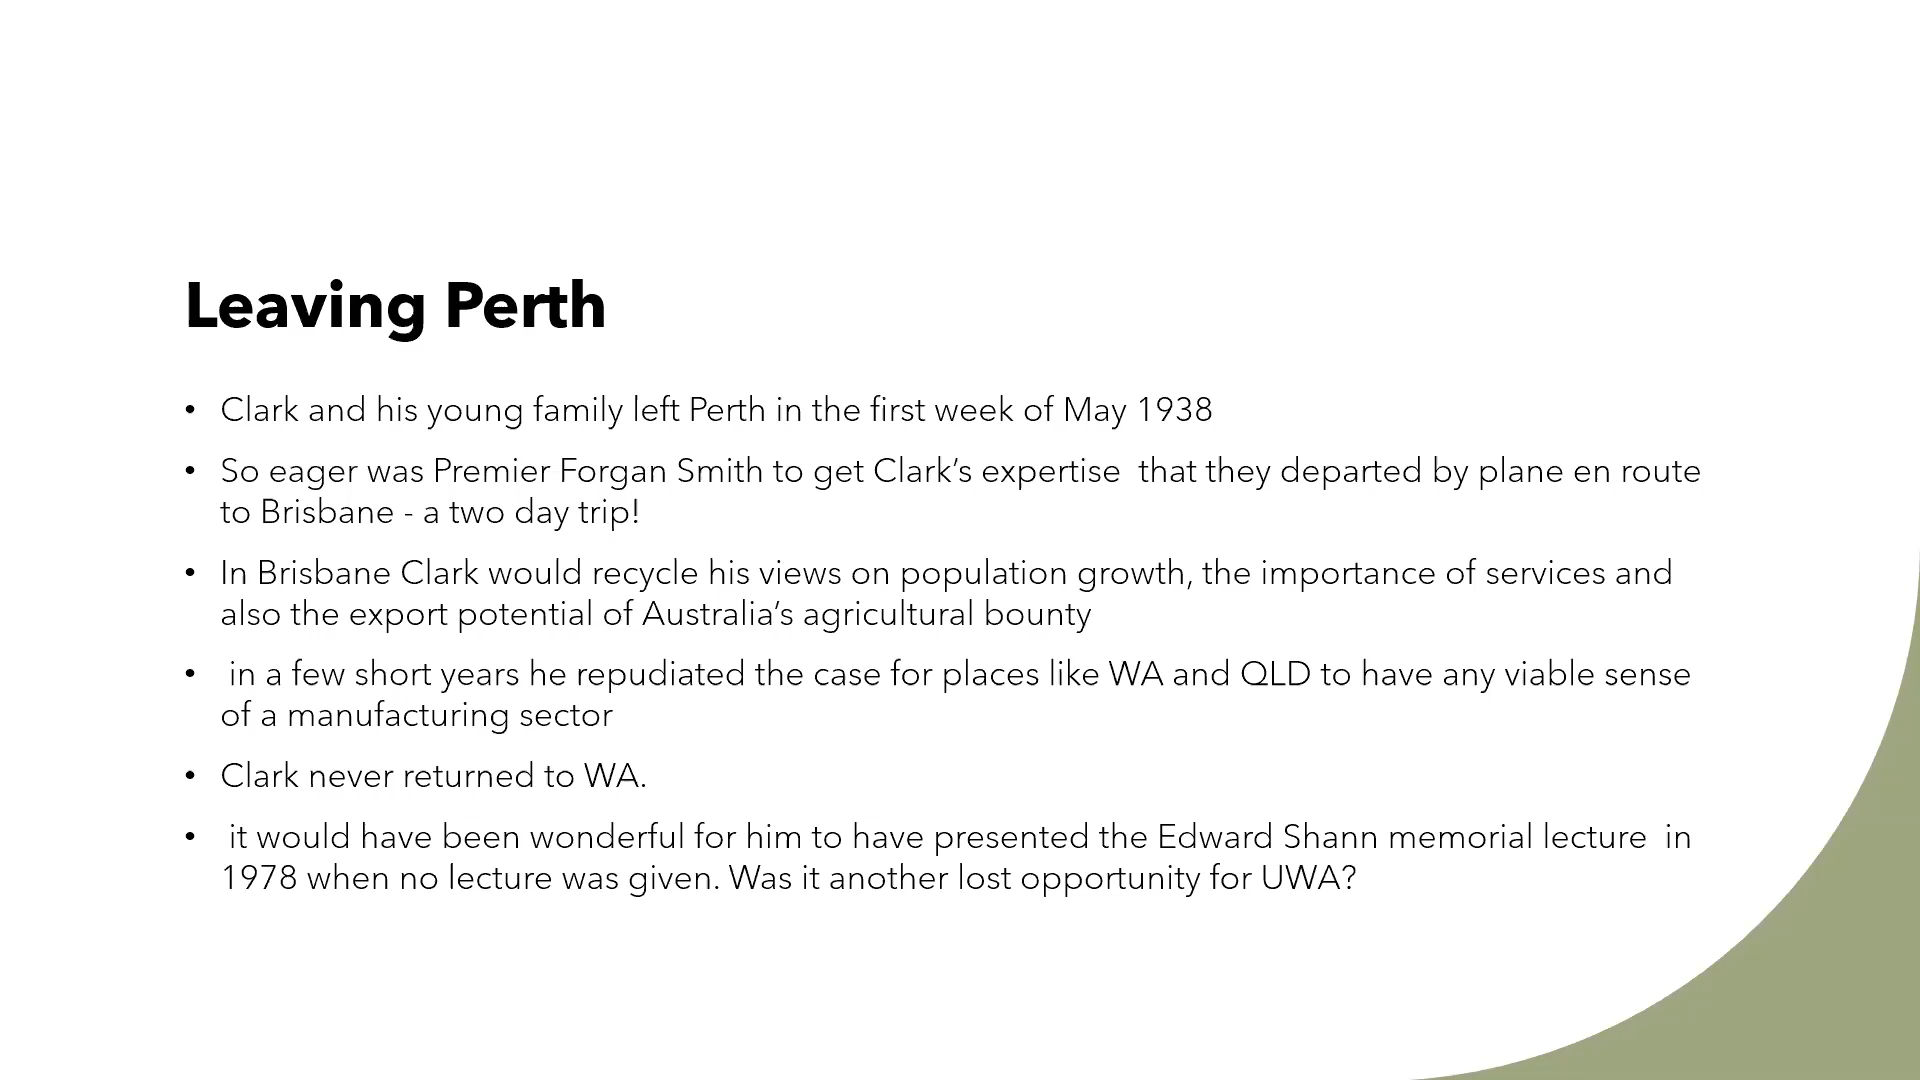 Leaving Perth
• Clark and his young family left Perth in the first week of May 1938
• So eager was Premier Forgan Smith to get Clark’s expertise  that they departed by plane en route
to Brisbane - a two day trip!
• In Brisbane Clark would recycle his views on population growth, the importance of services and
also the export potential of Australia’s agricultural bounty
•  in a few short years he repudiated the case for places like WA and QLD to have any viable sense
of a manufacturing sector
• Clark never returned to WA.
•  it would have been wonderful for him to have presented the Edward Shann memorial lecture  in
1978 when no lecture was given. Was it another lost opportunity for UWA?